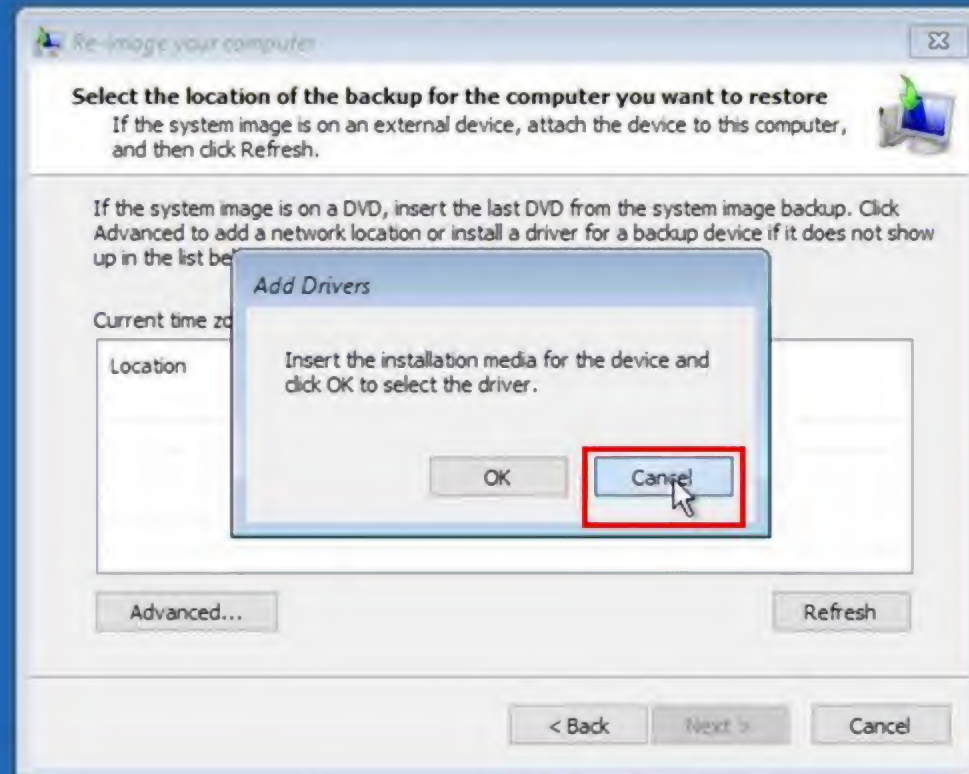 Re-image your computer
Select the location of the backup for the computer you want to restore
If the system image is on an external device, attach the device to this computer,
and then click Refresh.
If the system image is on a DVD, insert the last DVD from the system image backup. Click
Advanced to add a network location or install a driver for a backup device if it does not show
up in the list be
Add Drivers
Current time zo
Location
Insert the installation media for the device and
click OK to select the driver.
OK
Cancel
Advanced...
Refresh
< Back
Next >
Cancel